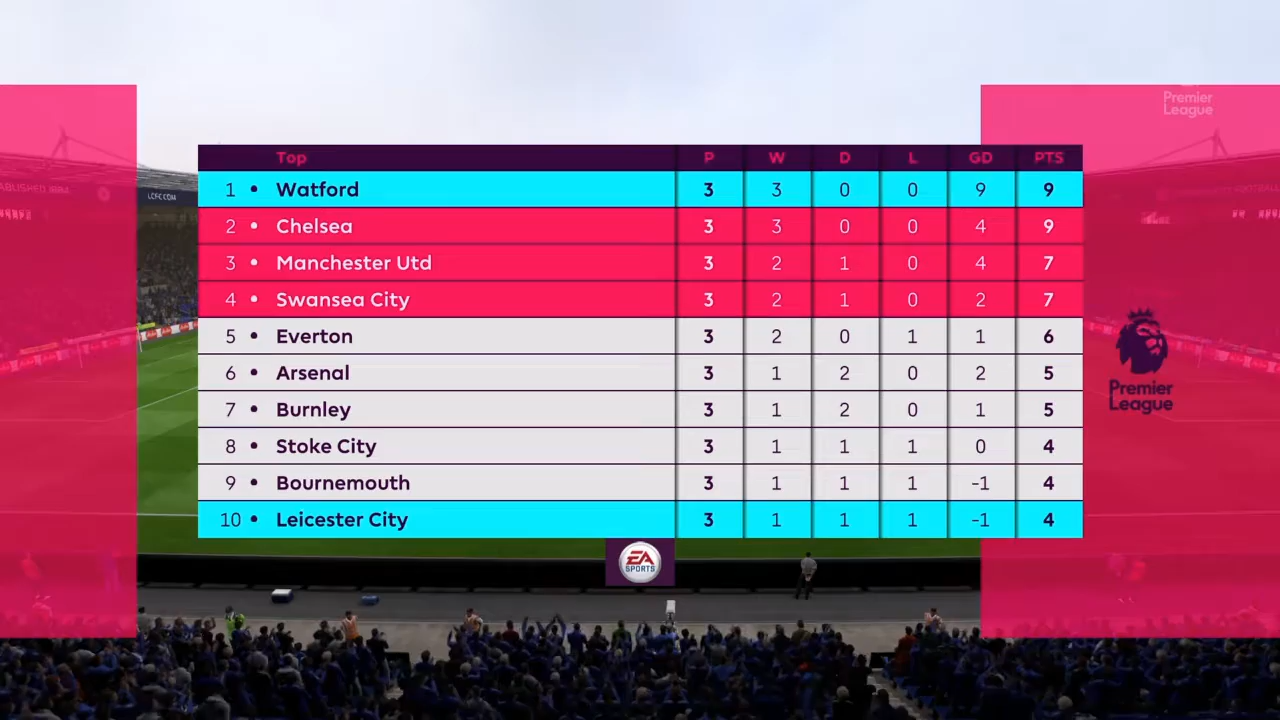 Premier
League
Top P W D L GD PTS
1 • Watford 3 3 0 0 9 9
2 • Chelsea 3 3 0 0 4 9
3 • Manchester Utd 3 2 1 0 4 7
4 • Swansea City 3 2 1 0 2 7
5 • Everton 3 2 0 1 1 6
6 • Arsenal 3 1 2 0 2 5
7 • Burnley 3 1 2 0 1 5
8 • Stoke City 3 1 1 1 0 4
9 • Bournemouth 3 1 1 1 -1 4
10 • Leicester City 3 1 1 1 -1 4
LCFC.COM
Premier
League
EA
SPORTS